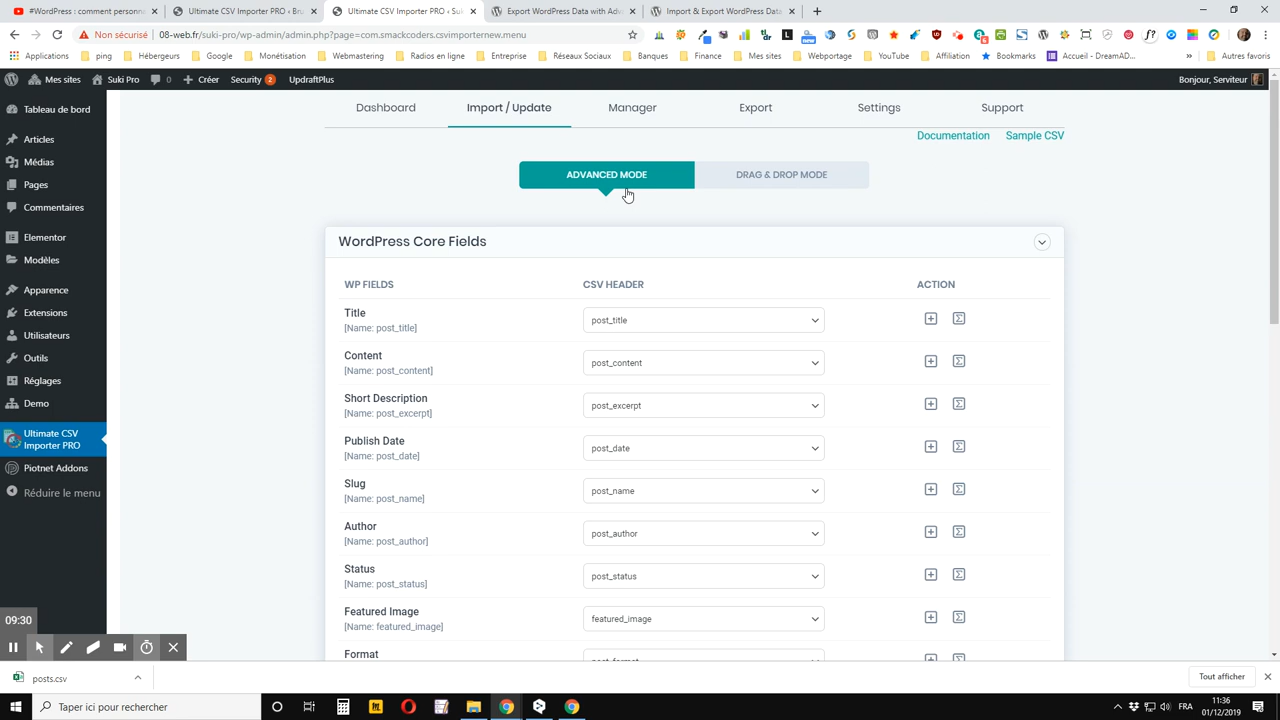 #WordPress : comment personna
Ultimate CSV Importer PRO ‹ Bru
Ultimate CSV Importer PRO ‹ Suk
Export WordPress Data with Adva
Import & Export WordPress Data
Non sécurisé
08-web.fr/suki-pro/wp-admin/admin.php?page=com.smackcoders.csvimporternew.menu
Applications
ping
Hébergeurs
Google
Monétisation
Webmastering
Radios en ligne
Entreprise
Réseaux Sociaux
Banques
Finance
Mes sites
Webportage
YouTube
Affiliation
Bookmarks
Accueil - DreamAD...
»
Autres favoris
Mes sites
Suki Pro
0
Créer
Security 2
UpdraftPlus
Bonjour, Serviteur
Tableau de bord
Articles
Médias
Pages
Commentaires
Elementor
Modèles
Apparence
Extensions
Utilisateurs
Outils
Réglages
Demo
Ultimate CSV
Importer PRO
Piotnet Addons
Réduire le menu
Dashboard
Import / Update
Manager
Export
Settings
Support
Documentation
Sample CSV
ADVANCED MODE
DRAG & DROP MODE
WordPress Core Fields
WP FIELDS
CSV HEADER
ACTION
Title
[Name: post_title]
post_title
Content
[Name: post_content]
post_content
Short Description
[Name: post_excerpt]
post_excerpt
Publish Date
[Name: post_date]
post_date
Slug
[Name: post_name]
post_name
Author
[Name: post_author]
post_author
Status
[Name: post_status]
post_status
Featured Image
[Name: featured_image]
featured_image
Format
post_format
09:30
posts.csv
Tout afficher
Taper ici pour rechercher
FRA
11:36
01/12/2019